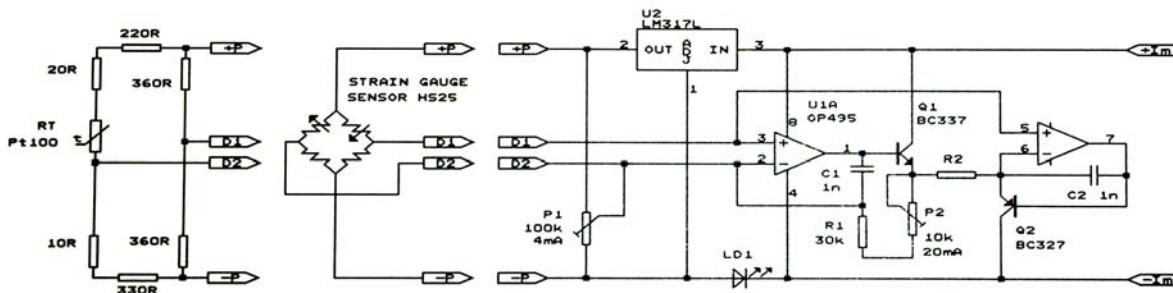 220R
+P
20R
360R
RT
Pt100
D1
D2
10R
360R
330R
-P
+P
STRAIN GAUGE
SENSOR HS25
D1
D2
-P
U2
LM317L
+P
2
OUT
ADJ
IN
3
+Im
1
U1A
OP495
Q1
BC337
8
D1
3
+
D2
2
-
1
4
C1
1n
R2
5
+
6
-
7
C2
1n
P1
100k
4mA
R1
30k
P2
10k
20mA
Q2
BC327
LD1
-P
-Im